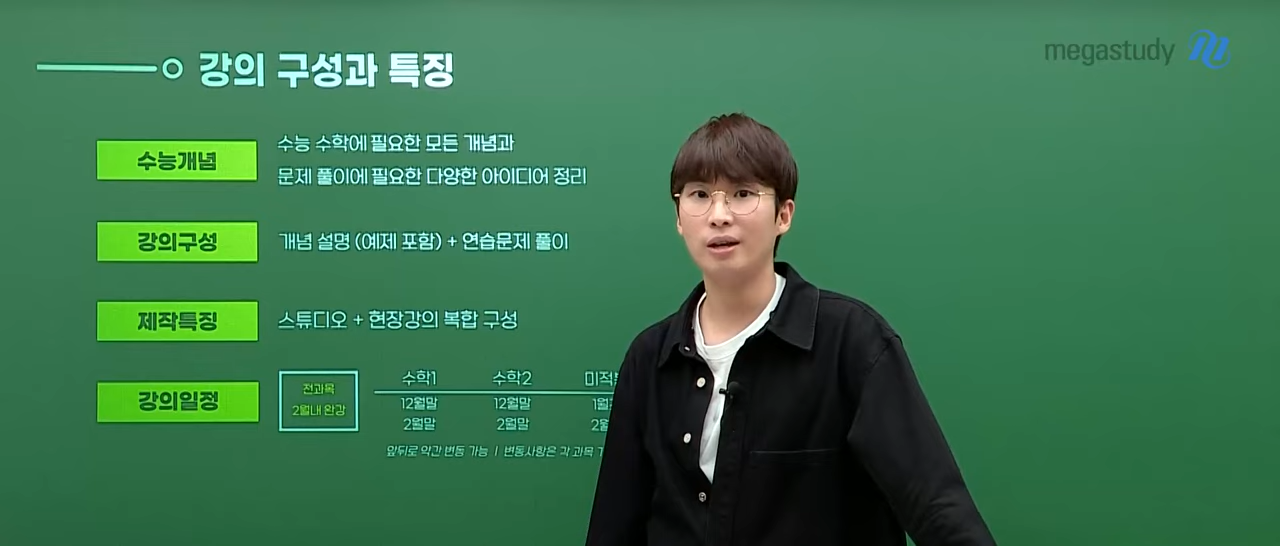 강의 구성과 특징
megastudy
수능개념
수능 수학에 필요한 모든 개념과
문제 풀이에 필요한 다양한 아이디어 정리
강의구성
개념 설명 (예제 포함) + 연습문제 풀이
제작특징
스튜디오 + 현장강의 복합 구성
강의일정
전과목
2월내 완강
수학1 수학2
12월말 12월말
2월말 2월말
앞뒤로 약간 변동 가능 | 변동사항은 각 과목